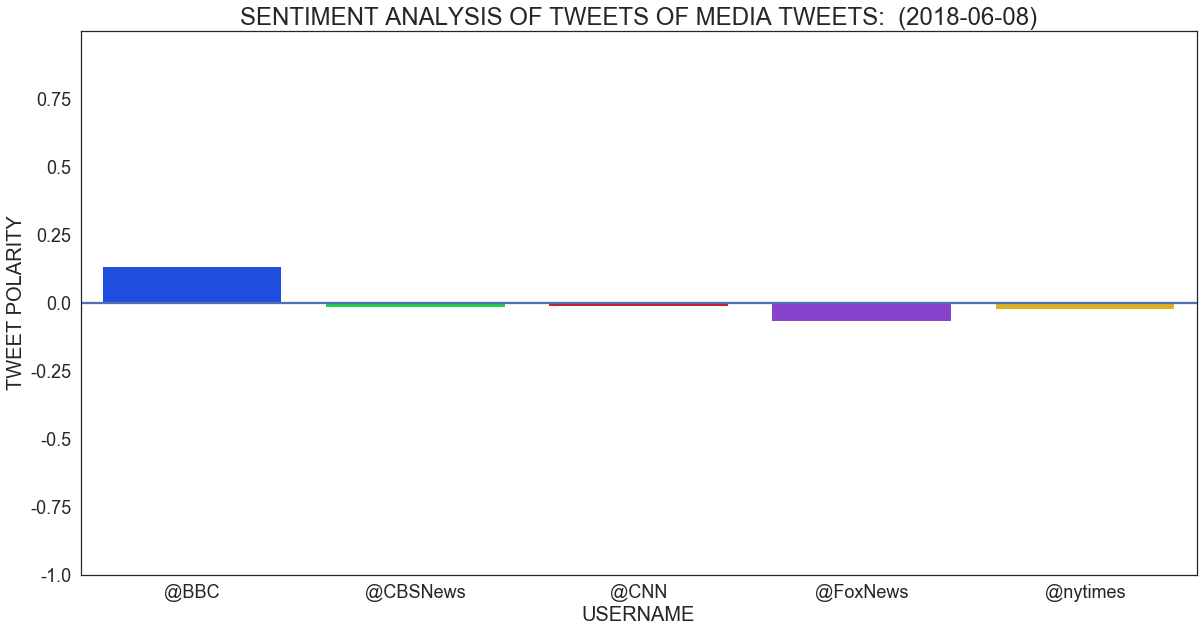 SENTIMENT ANALYSIS OF TWEETS OF MEDIA TWEETS:  (2018-06-08)
TWEET POLARITY
0.75
0.5
0.25
0.0
-0.25
-0.5
-0.75
-1.0
@BBC @CBSNews @CNN @FoxNews @nytimes
USERNAME